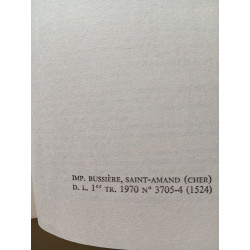 IMP. BUSSIÈRE, SAINT-AMAND (CHER)
D. L. 1er TR. 1970 N° 3705-4 (1524)